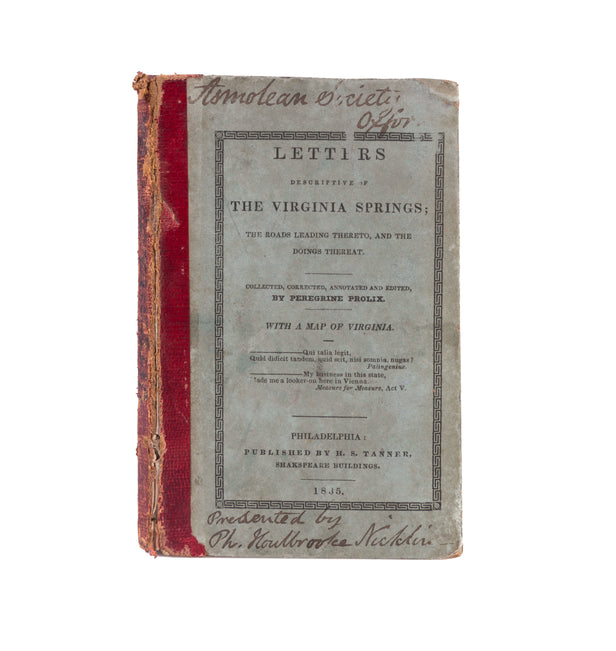 Asmolean Society
Oxfor
LETTERS
DESCRIPTIVE OF
THE VIRGINIA SPRINGS;
THE ROADS LEADING THERETO, AND THE
DOINGS THEREAT.
COLLECTED, CORRECTED, ANNOTATED AND EDITED,
BY PEREGRINE PROLIX.
WITH A MAP OF VIRGINIA.
Qui talia legit,
Quid didicit tandem, quid scit, nisi somnia, nugas?
Palingenius.
My business in this state,
Made me a looker-on here in Vienna.
Measure for Measure, Act V.
PHILADELPHIA:
PUBLISHED BY H. S. TANNER,
SHAKSPEARE BUILDINGS.
1835.
Presented by
Ph. Houlbrooke Nicklin